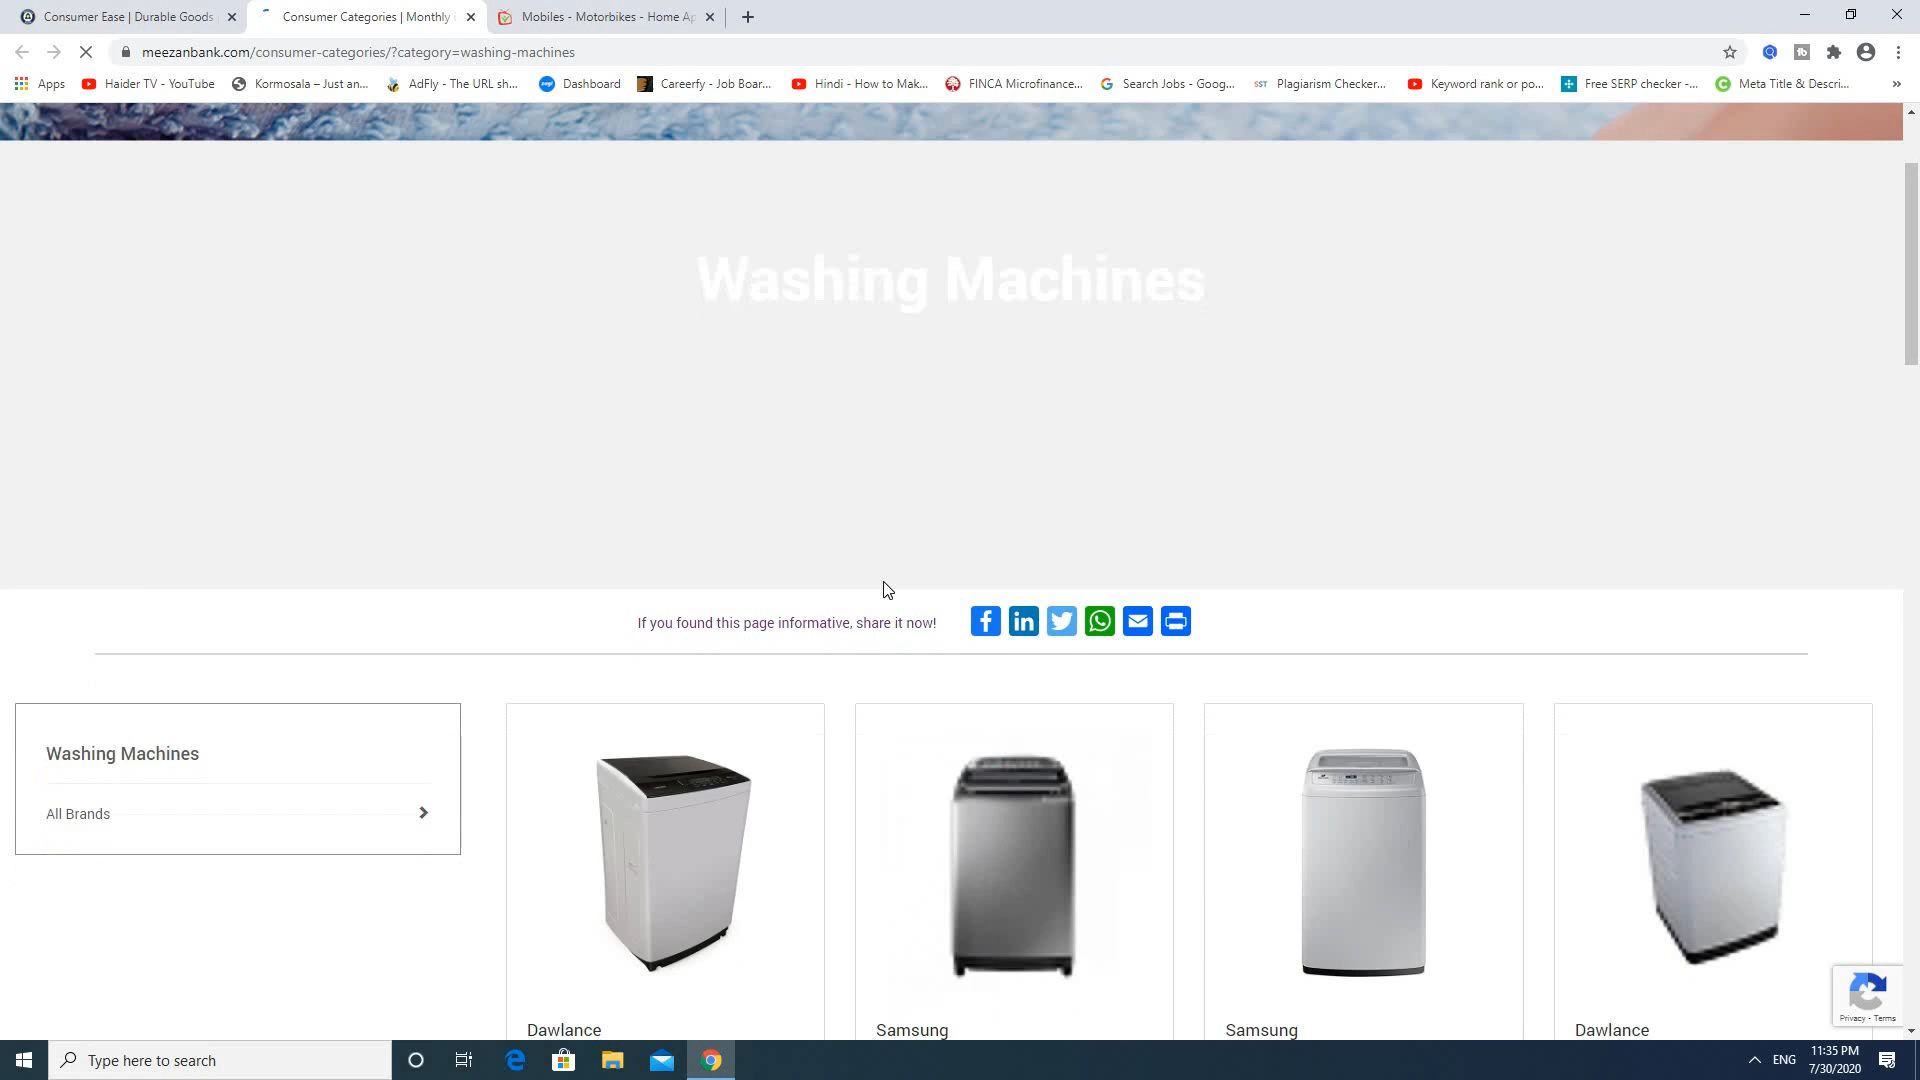 Consumer Ease | Durable Goods
Consumer Categories | Monthly
Mobiles - Motorbikes - Home Ap
meezanbank.com/consumer-categories/?category=washing-machines
Apps
Haider TV - YouTube
Kormosala – Just an...
AdFly - The URL sh...
Dashboard
Careerfy - Job Boar...
Hindi - How to Mak...
FINCA Microfinance...
Search Jobs - Goog...
SST
Plagiarism Checker...
Keyword rank or po...
Free SERP checker -...
Meta Title & Descri...
Washing Machines
If you found this page informative, share it now!
Washing Machines
All Brands
Dawlance
Samsung
Samsung
Dawlance
Privacy - Terms
Type here to search
ENG
11:35 PM
7/30/2020